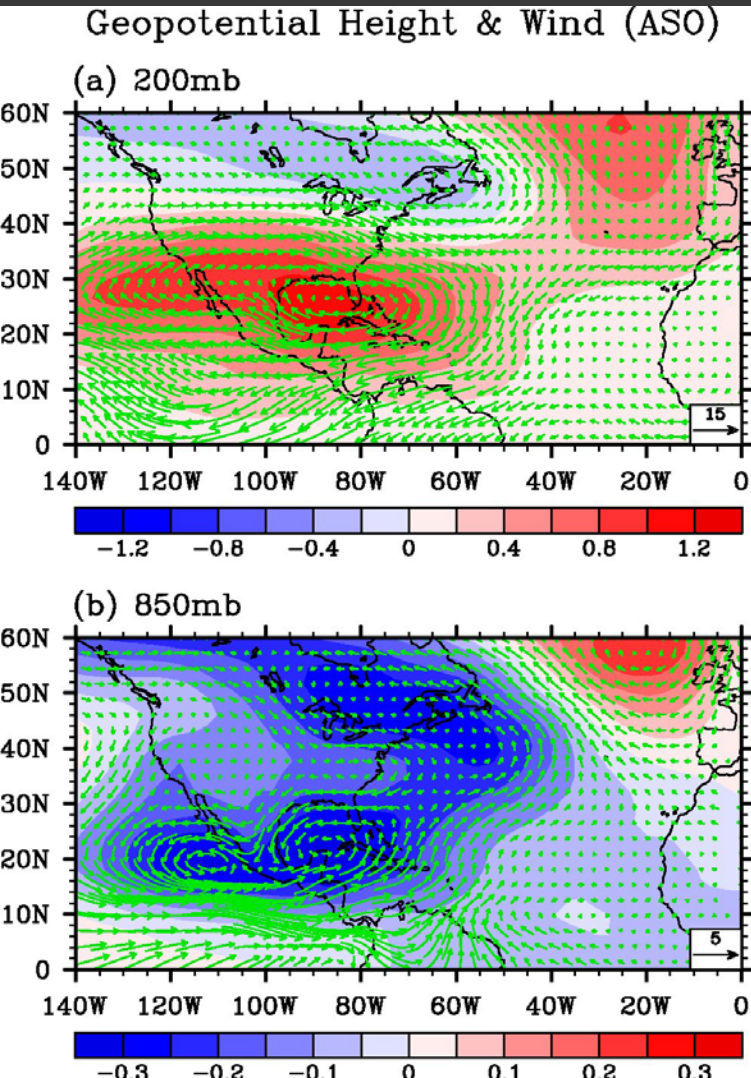 Geopotential Height & Wind (ASO)
(a) 200mb
60N
50N
40N
30N
20N
10N
0
15
140W 120W 100W 80W 60W 40W 20W 0
−1.2 −0.8 −0.4 0 0.4 0.8 1.2
(b) 850mb
60N
50N
40N
30N
20N
10N
0
5
140W 120W 100W 80W 60W 40W 20W 0
−0.3 −0.2 −0.1 0 0.1 0.2 0.3